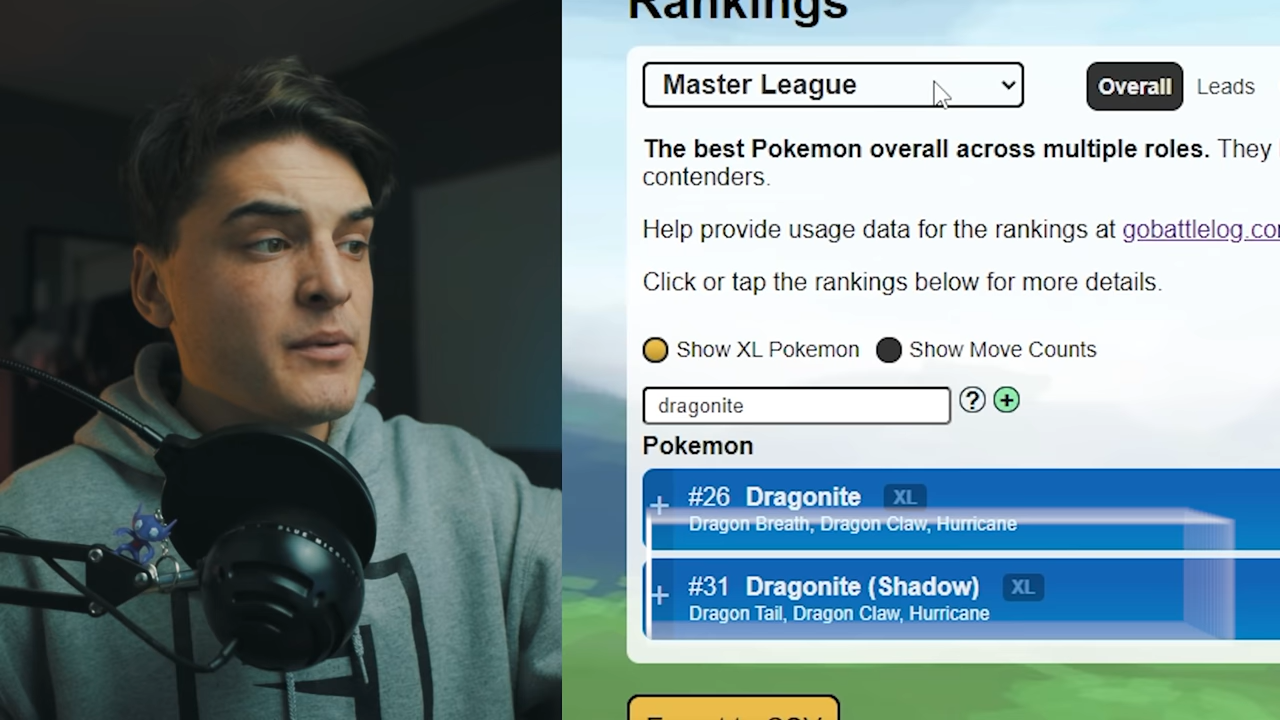 Rankings
Master League
Overall Leads
The best Pokemon overall across multiple roles. They
contenders.
Help provide usage data for the rankings at gobattlelog.co
Click or tap the rankings below for more details.
Show XL Pokemon Show Move Counts
dragonite ? +
Pokemon
+ #26 Dragonite XL
Dragon Breath, Dragon Claw, Hurricane
+ #31 Dragonite (Shadow) XL
Dragon Tail, Dragon Claw, Hurricane